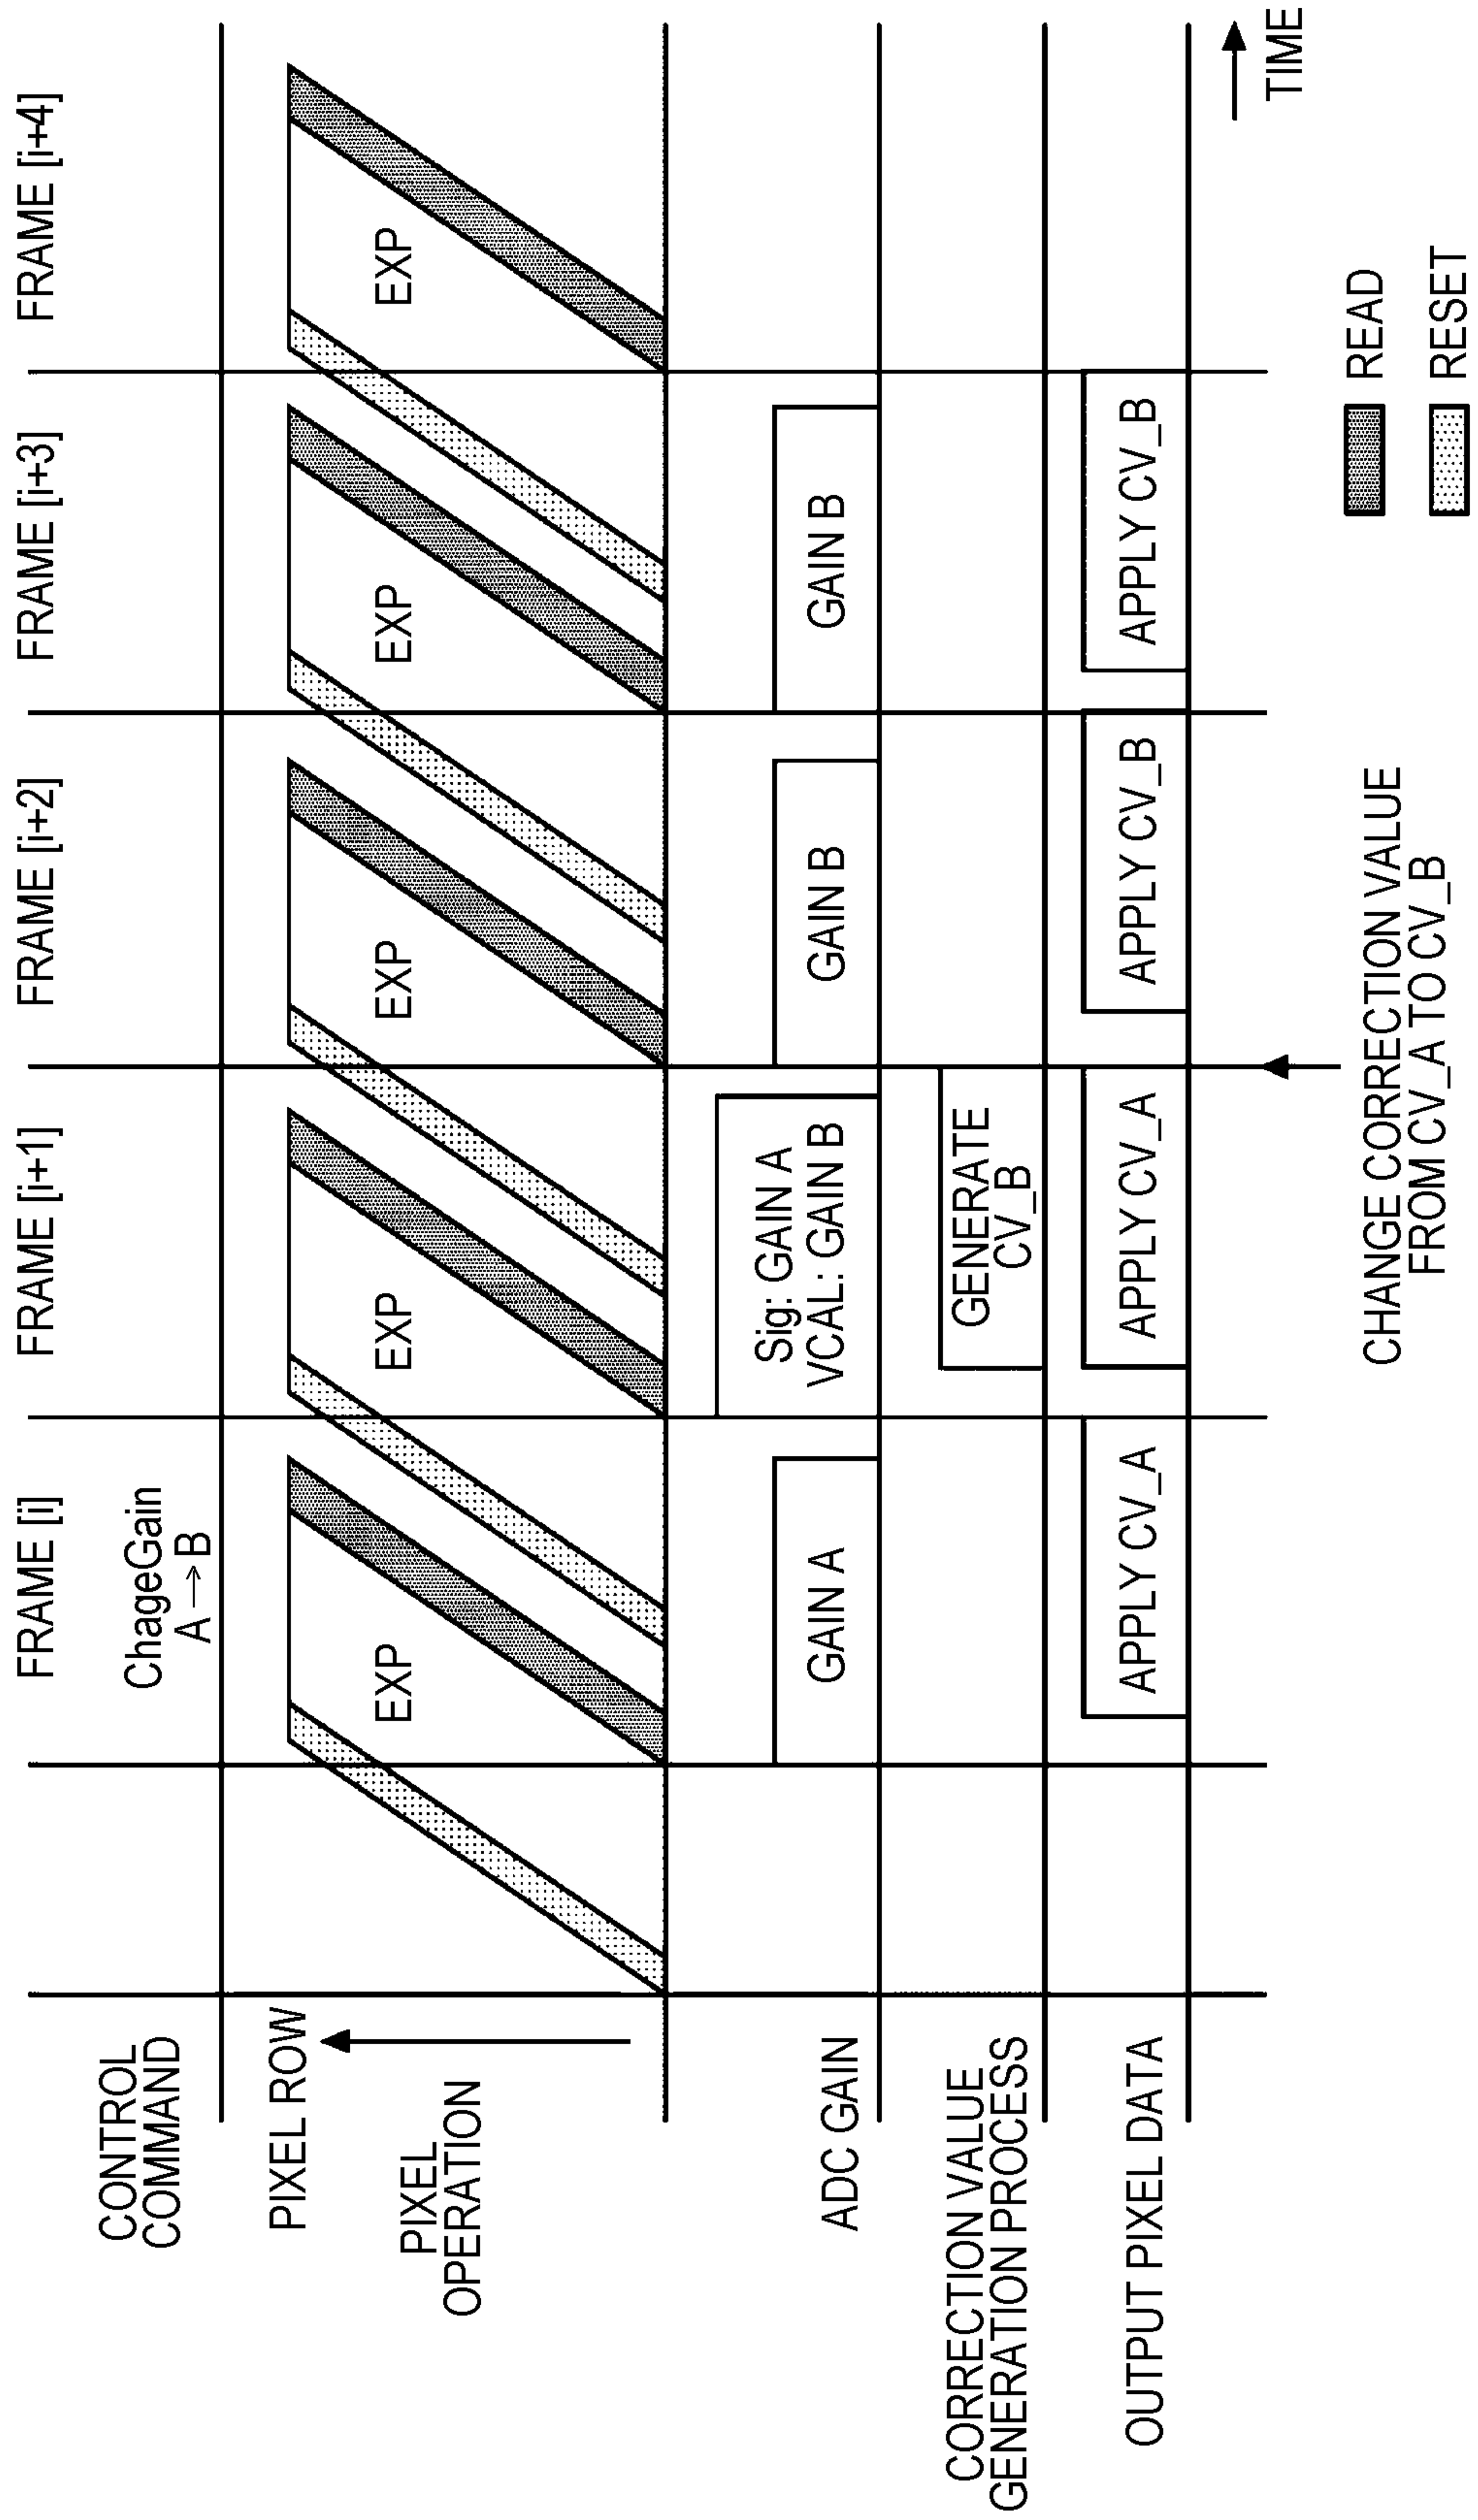 FRAME [i]
FRAME [i+1]
FRAME [i+2]
FRAME [i+3]
FRAME [i+4]
CONTROL
COMMAND
ChageGain
A→B
PIXEL ROW
PIXEL
OPERATION
EXP
EXP
EXP
EXP
EXP
ADC GAIN
GAIN A
Sig: GAIN A
VCAL: GAIN B
GAIN B
GAIN B
CORRECTION VALUE
GENERATION PROCESS
GENERATE
CV_B
OUTPUT PIXEL DATA
APPLY CV_A
APPLY CV_A
APPLY CV_B
APPLY CV_B
TIME
CHANGE CORRECTION VALUE
FROM CV_A TO CV_B
READ
RESET